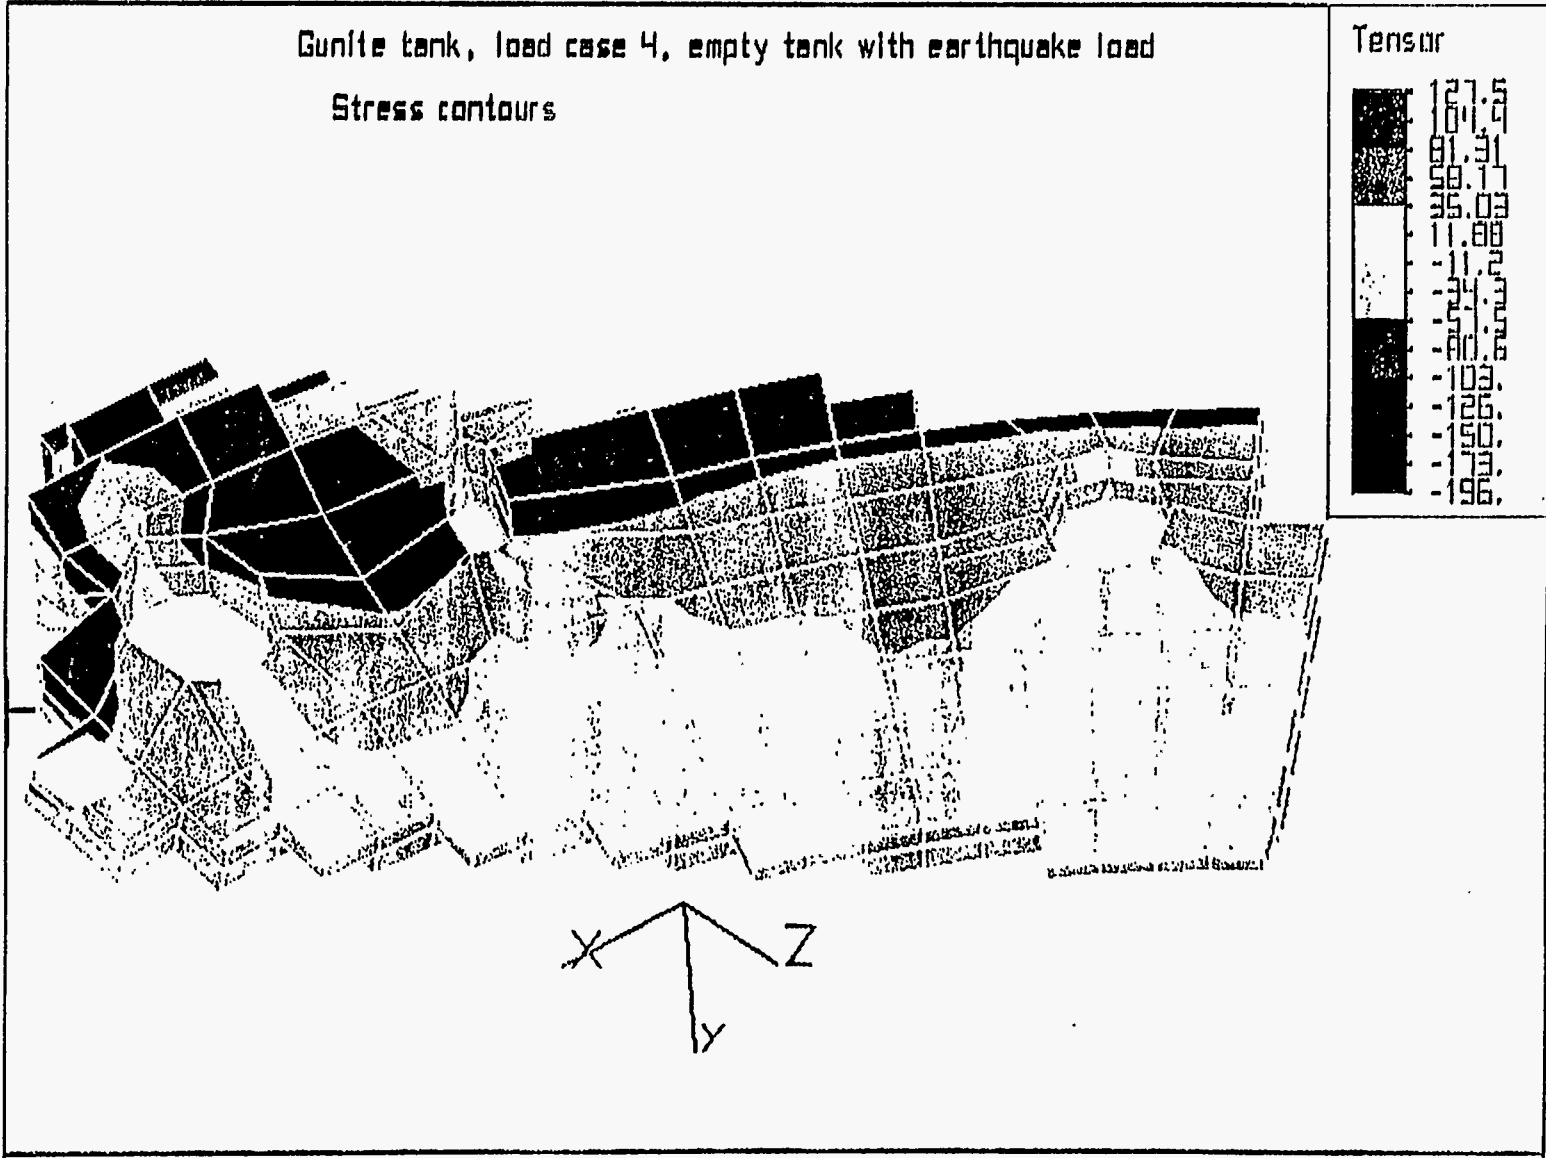 Gunite tank, load case 4, empty tank with earthquake load
Stress contours
Tensor
127.5
104.4
81.31
58.17
35.03
11.88
-11.2
-34.3
-57.5
-80.6
-103.
-126.
-150.
-173.
-196.
X
Z
Y